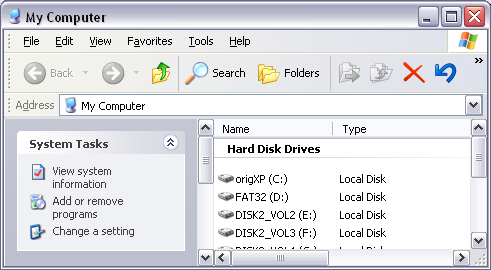 My Computer
File Edit View Favorites Tools Help
Back Search Folders »
Address My Computer
System Tasks
View system
information
Add or remove
programs
Change a setting
Name Type
Hard Disk Drives
origXP (C:) Local Disk
FAT32 (D:) Local Disk
DISK2_VOL2 (E:) Local Disk
DISK2_VOL3 (F:) Local Disk
Local Disk